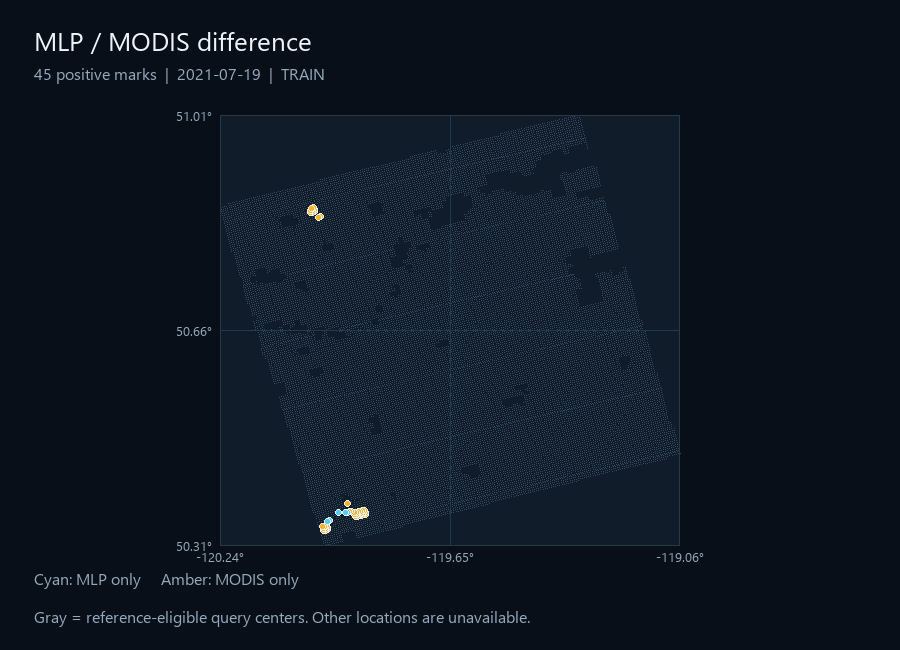 MLP / MODIS difference
45 positive marks | 2021-07-19 | TRAIN
51.01°
50.66°
50.31°
-120.24° -119.65° -119.06°
Cyan: MLP only Amber: MODIS only
Gray = reference-eligible query centers. Other locations are unavailable.